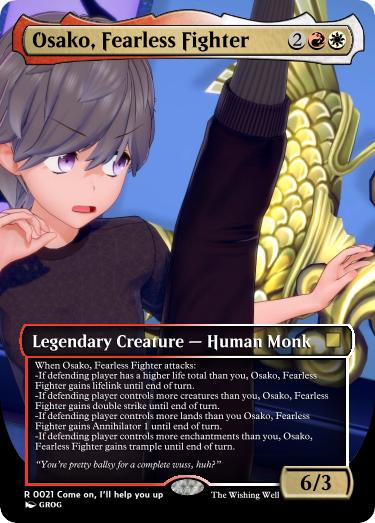 Osako, Fearless Fighter 2
Legendary Creature — Human Monk
When Osako, Fearless Fighter attacks:
-If defending player has a higher life total than you, Osako, Fearless
Fighter gains lifelink until end of turn.
-If defending player controls more creatures than you, Osako, Fearless
Fighter gains double strike until end of turn.
-If defending player controls more lands than you Osako, Fearless
Fighter gains Annihilator 1 until end of turn.
-If defending player controls more enchantments than you, Osako,
Fearless Fighter gains trample until end of turn.
“You’re pretty ballsy for a complete wuss, huh?”
6/3
R 0021 Come on, I’ll help you up The Wishing Well
GROG